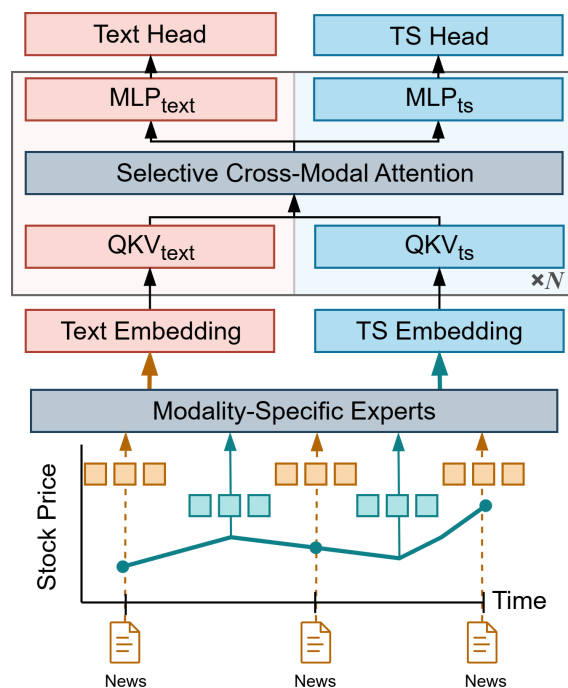 Text Head
TS Head
MLPtext
MLPts
Selective Cross-Modal Attention
QKVtext
QKVts
×N
Text Embedding
TS Embedding
Modality-Specific Experts
Stock Price
Time
News
News
News